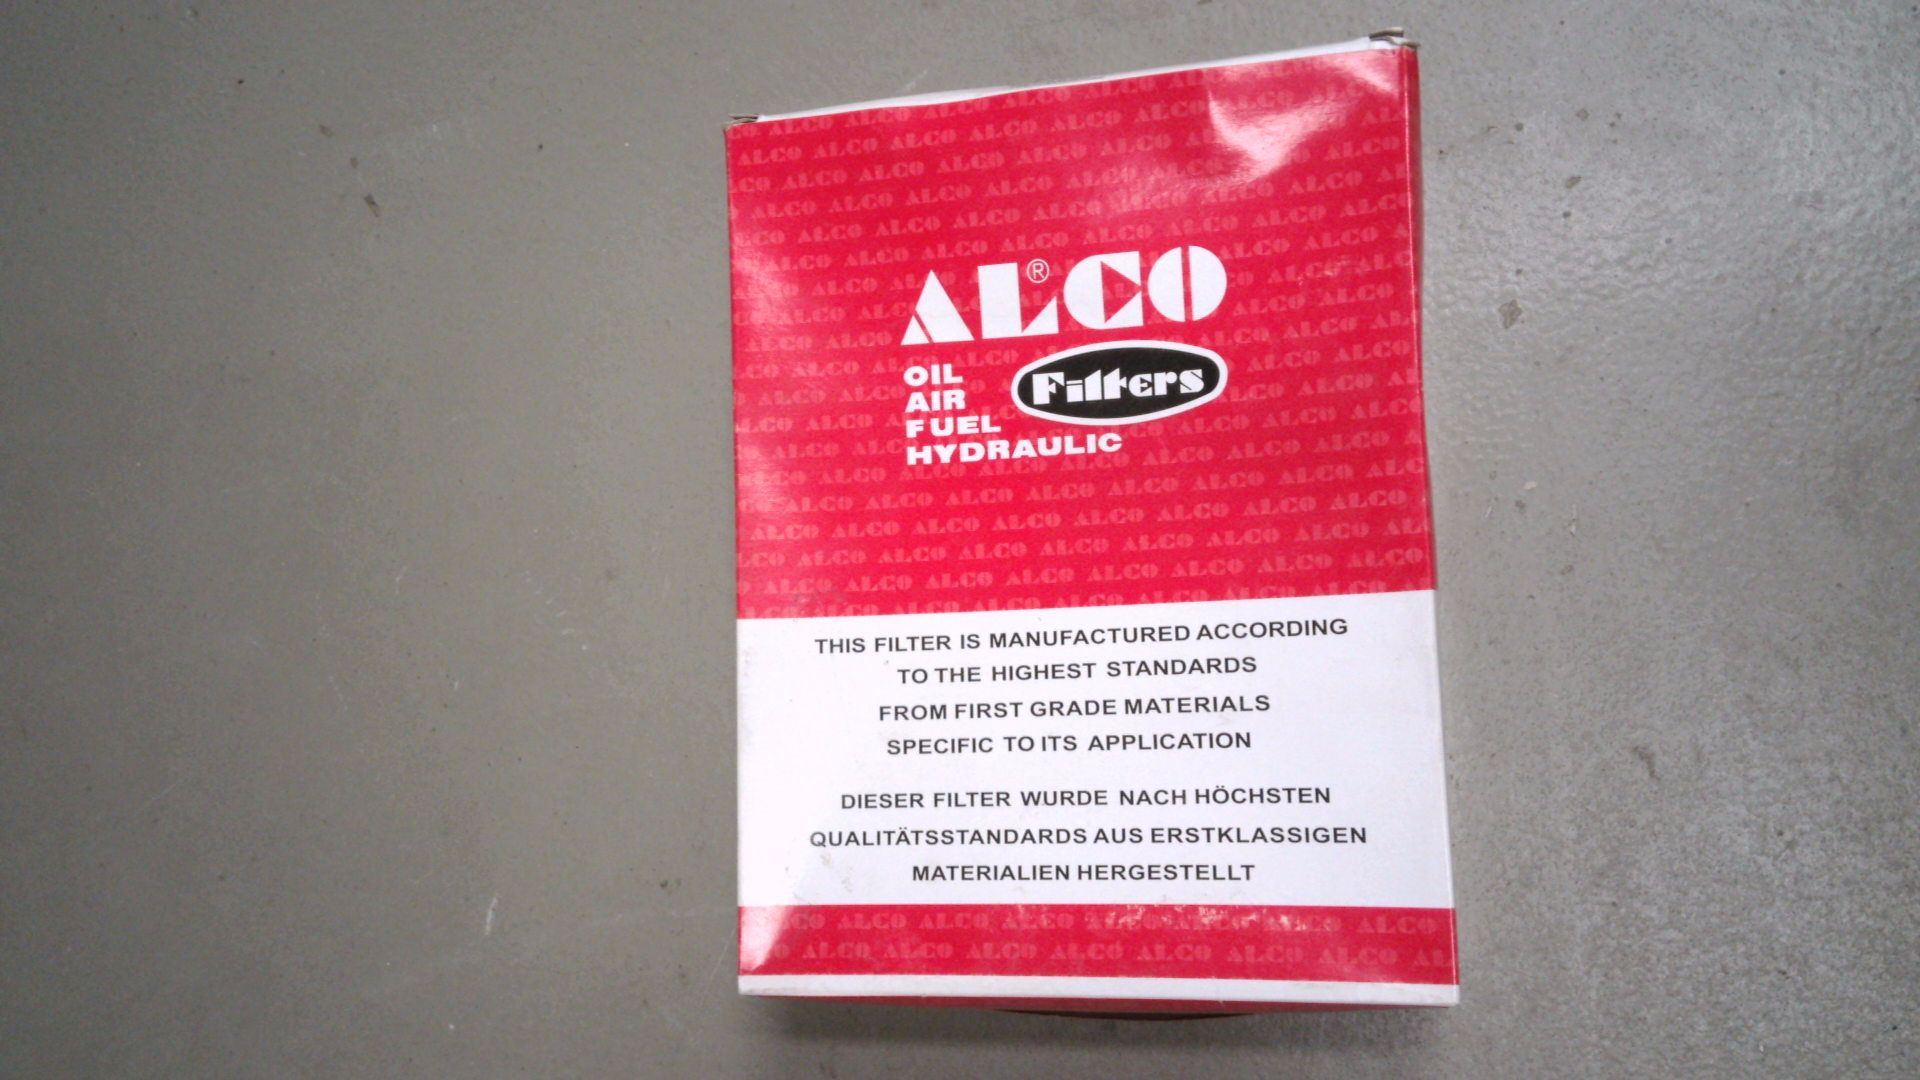 ALCO®
Filters
OIL
AIR
FUEL
HYDRAULIC
THIS FILTER IS MANUFACTURED ACCORDING
TO THE HIGHEST STANDARDS
FROM FIRST GRADE MATERIALS
SPECIFIC TO ITS APPLICATION
DIESER FILTER WURDE NACH HÖCHSTEN
QUALITÄTSSTANDARDS AUS ERSTKLASSIGEN
MATERIALIEN HERGESTELLT